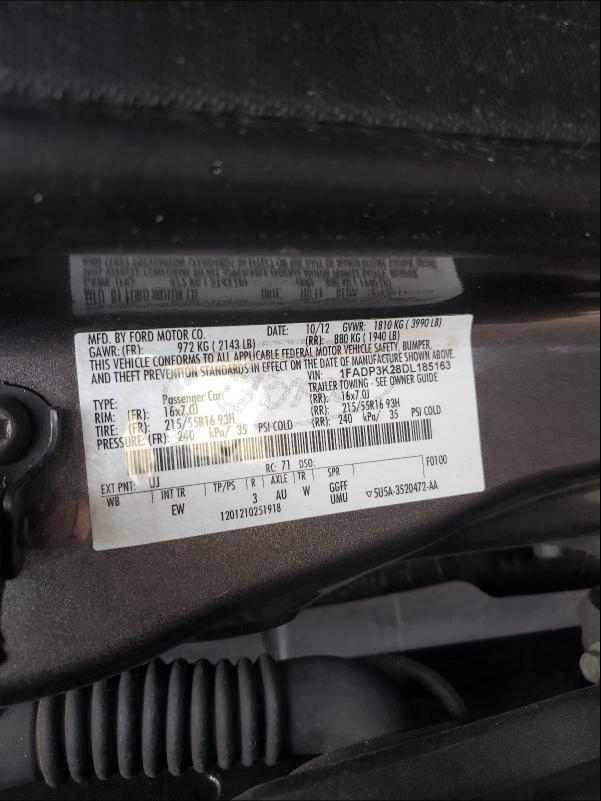 MFD. BY FORD MOTOR CO. DATE: 10/12 GVWR: 1810 KG ( 3990 LB)
GAWR: (FR): 972 KG ( 2143 LB) (RR): 880 KG ( 1940 LB)
THIS VEHICLE CONFORMS TO ALL APPLICABLE FEDERAL MOTOR VEHICLE SAFETY, BUMPER,
AND THEFT PREVENTION STANDARDS IN EFFECT ON THE DATE OF MANUFACTURE SHOWN ABOVE.
VIN: 1FADP3K28DL185163
TYPE: Passenger Car TRAILER TOWING - SEE OWNER GUIDE
RIM: (FR): 16x7.0J (RR): 16x7.0J
TIRE: (FR): 215/55R16 93H (RR): 215/55R16 93H
PRESSURE: (FR): 240 kPa/ 35 PSI COLD (RR): 240 kPa/ 35 PSI COLD
EXT PNT: UJ RC: 71 DSO: F0100
WB INT TR TP/PS R AXLE TR SPR
EW 3 AU W GGFF
UMU
1201210251918 ▽5U5A-3520472-AA